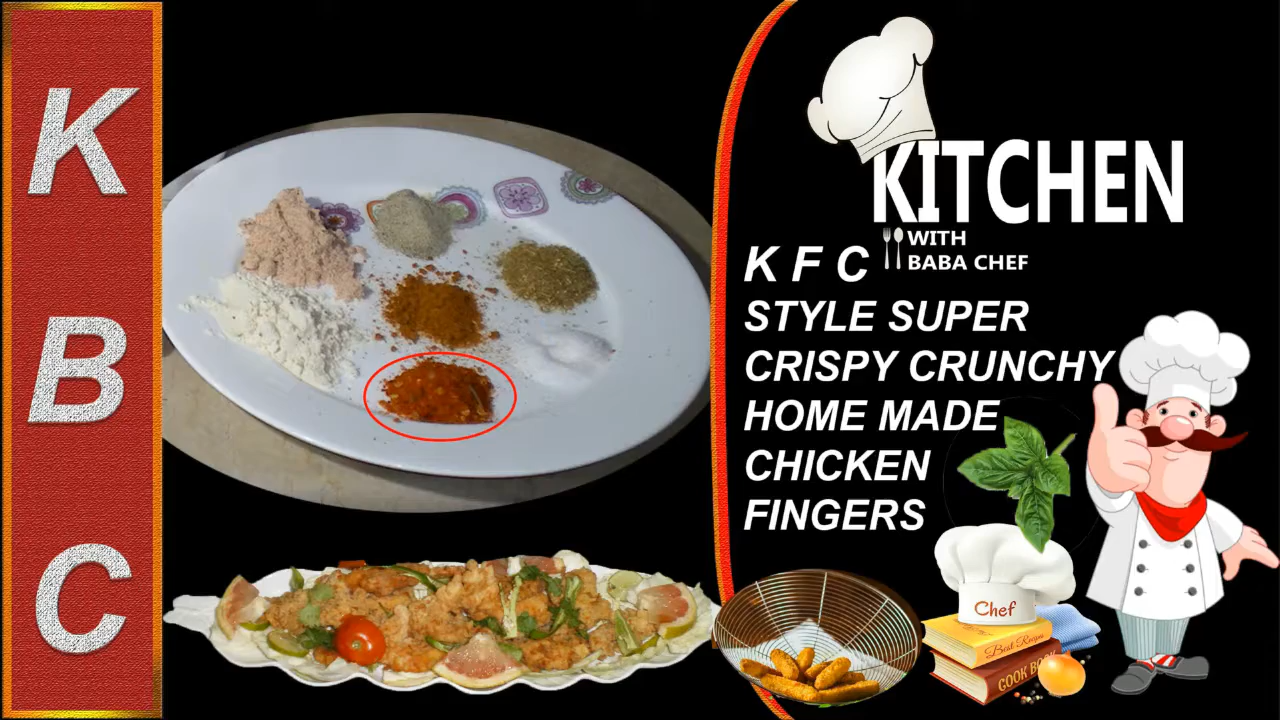 K
B
C
KITCHEN
WITH
BABA CHEF
K F C
STYLE SUPER
CRISPY CRUNCHY
HOME MADE
CHICKEN
FINGERS
Chef
Best Recipes
COOK BOOK